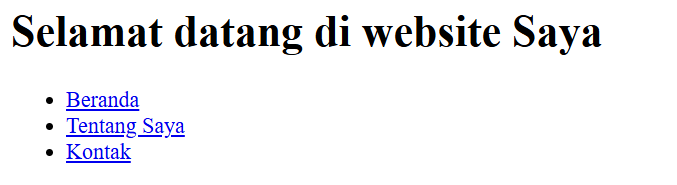 Selamat datang di website Saya
Beranda
Tentang Saya
Kontak